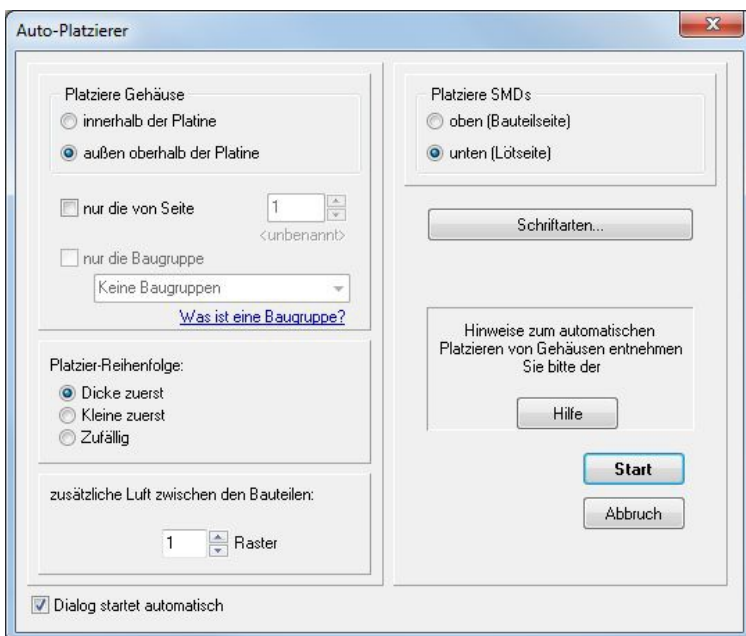 Auto-Platzierer
Platziere Gehäuse
innerhalb der Platine
außen oberhalb der Platine
nur die von Seite
1
<unbenannt>
nur die Baugruppe
Keine Baugruppen
Was ist eine Baugruppe?
Platzier-Reihenfolge:
Dicke zuerst
Kleine zuerst
Zufällig
zusätzliche Luft zwischen den Bauteilen:
1 Raster
Dialog startet automatisch
Platziere SMDs
oben (Bauteilseite)
unten (Lötseite)
Schriftarten...
Hinweise zum automatischen
Platzieren von Gehäusen entnehmen
Sie bitte der
Hilfe
Start
Abbruch